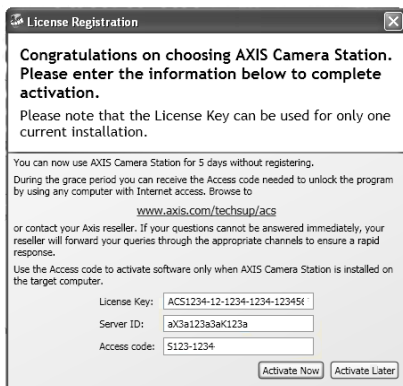 License Registration
Congratulations on choosing AXIS Camera Station.
Please enter the information below to complete
activation.
Please note that the License Key can be used for only one
current installation.
You can now use AXIS Camera Station for 5 days without registering.
During the grace period you can receive the Access code needed to unlock the program
by using any computer with Internet access. Browse to
www.axis.com/techsup/acs
or contact your Axis reseller. If your questions cannot be answered immediately, your
reseller will forward your queries through the appropriate channels to ensure a rapid
response.
Use the Access code to activate software only when AXIS Camera Station is installed on
the target computer.
License Key: ACS1234-12-1234-1234-123456
Server ID: aX3a123a3aK123a
Access code: S123-1234-
Activate Now Activate Later